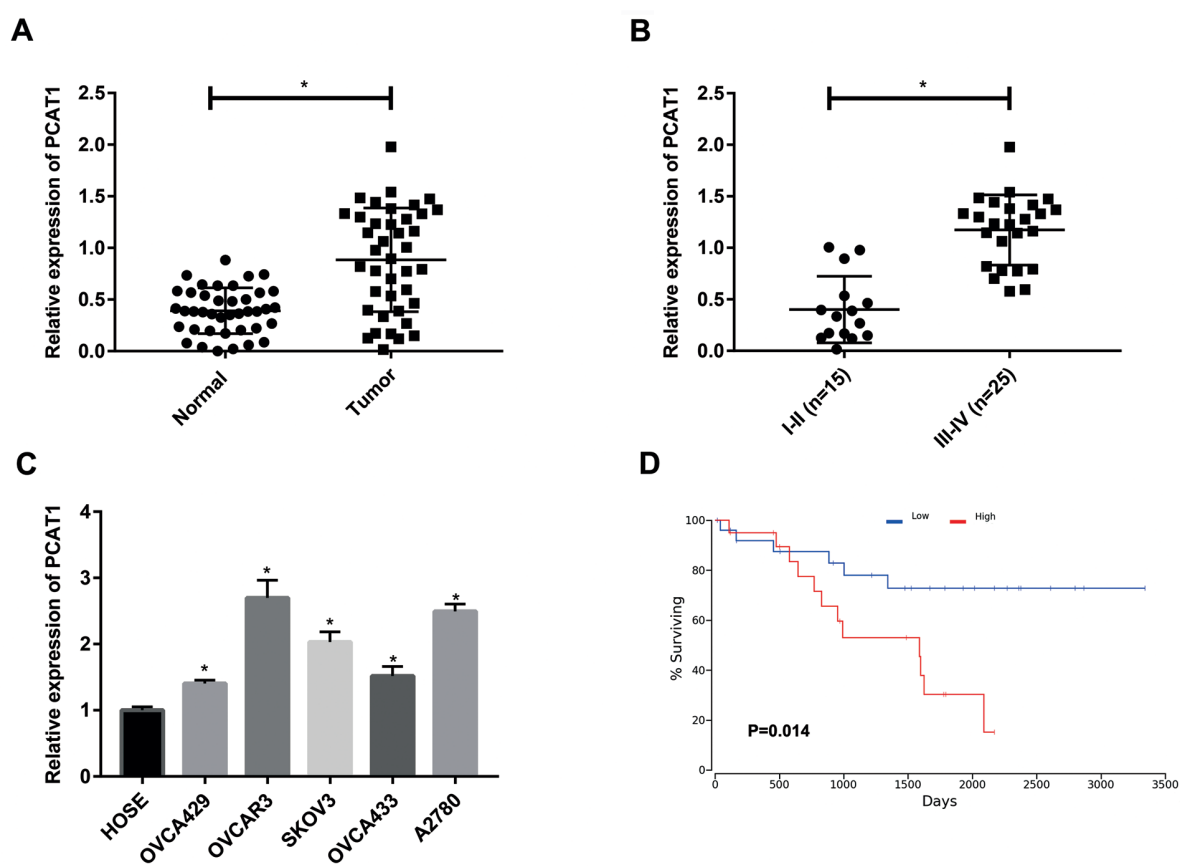 A
*
Relative expression of PCAT1
2.5
2.0
1.5
1.0
0.5
0.0
Normal
Tumor
B
*
Relative expression of PCAT1
2.5
2.0
1.5
1.0
0.5
0.0
I-II (n=15)
III-IV (n=25)
C
Relative expression of PCAT1
4
3
2
1
0
*
*
*
*
*
HOSE
OVCA429
OVCAR3
SKOV3
OVCA433
A2780
D
Low
High
% Surviving
100
80
60
40
20
0
P=0.014
0
500
1000
1500
2000
2500
3000
3500
Days